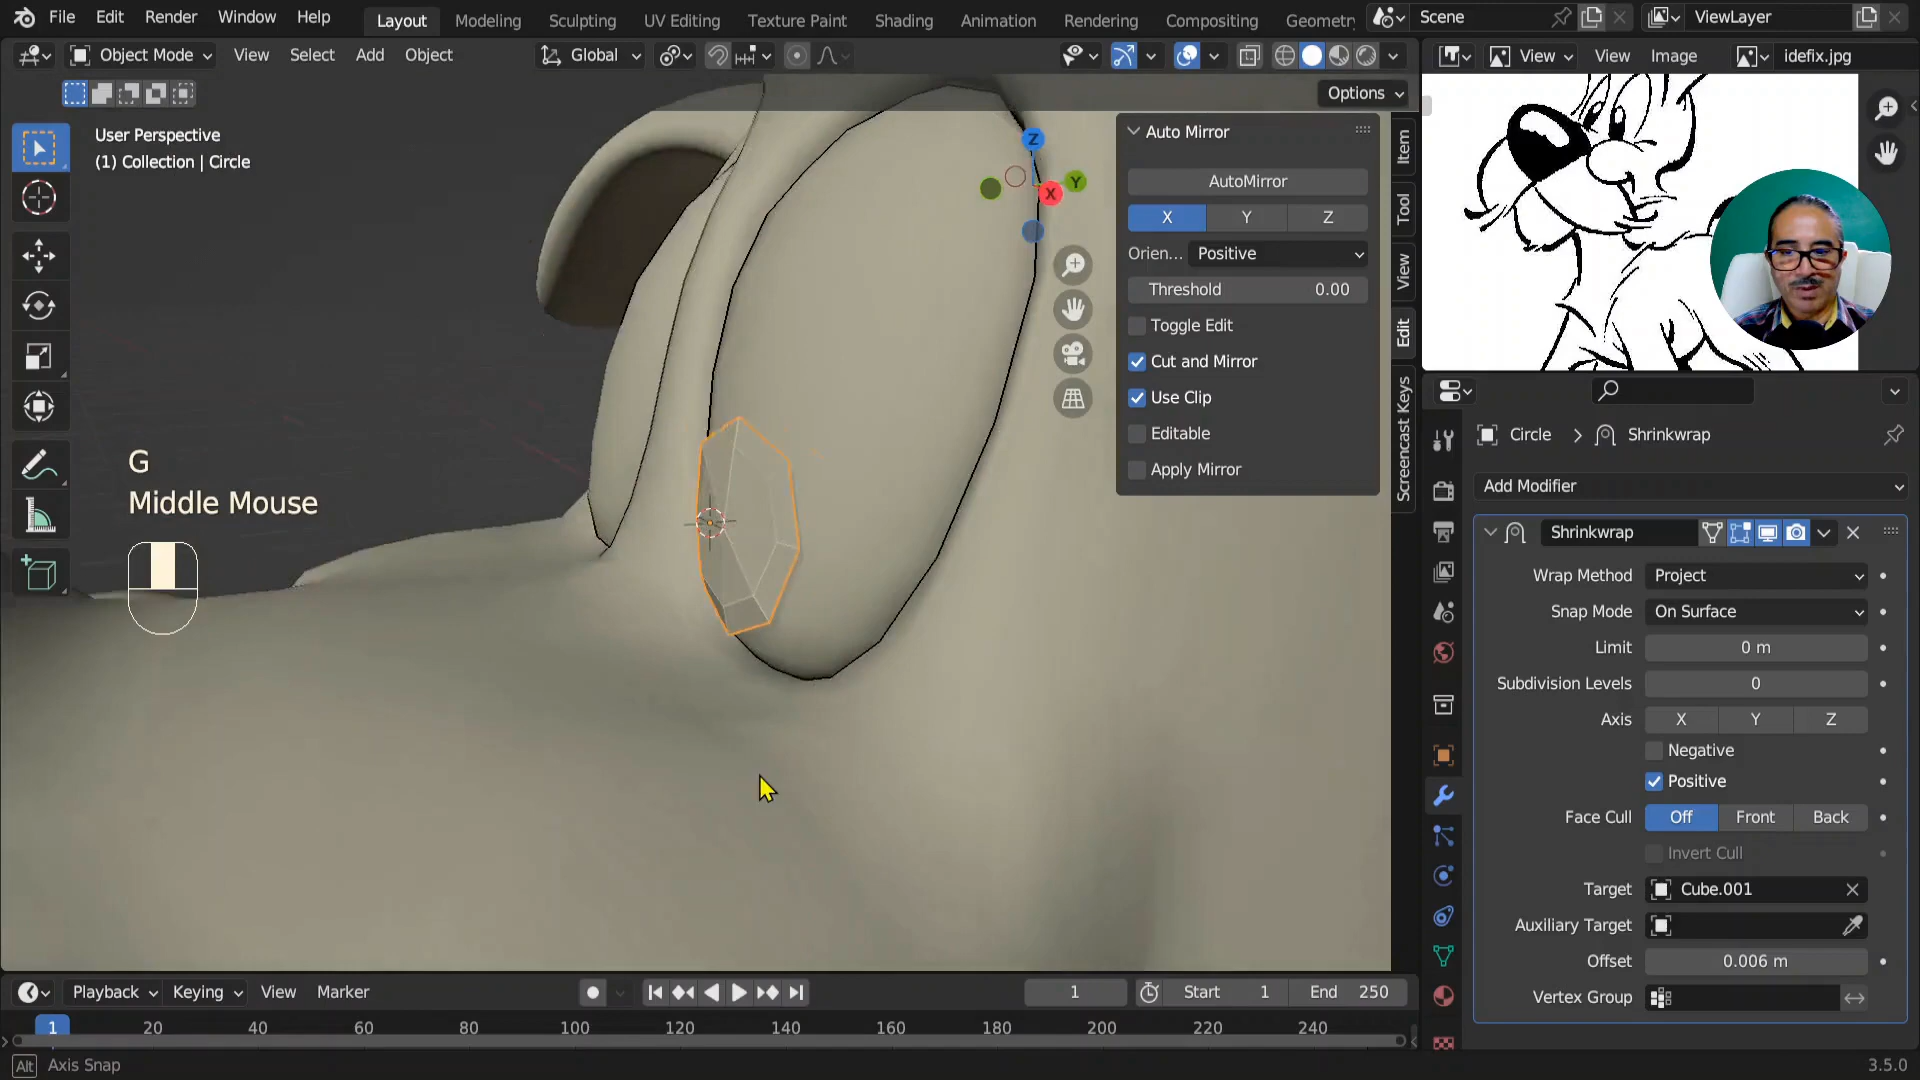 File Edit Render Window Help
Layout Modeling Sculpting UV Editing Texture Paint Shading Animation Rendering Compositing Geometr
Scene
ViewLayer
Object Mode View Select Add Object
Global
View View Image idefix.jpg
Options
User Perspective
(1) Collection | Circle
Auto Mirror
AutoMirror
X Y Z
Orien... Positive
Threshold 0.00
Toggle Edit
Cut and Mirror
Use Clip
Editable
Apply Mirror
Z
Y
X
Item
Tool
View
Edit
Screencast Keys
G
Middle Mouse
Circle > Shrinkwrap
Add Modifier
Shrinkwrap
Wrap Method Project
Snap Mode On Surface
Limit 0 m
Subdivision Levels 0
Axis X Y Z
Negative
Positive
Face Cull Off Front Back
Invert Cull
Target Cube.001
Auxiliary Target
Offset 0.006 m
Vertex Group
Playback Keying View Marker
1 Start 1 End 250
1 20 40 60 80 100 120 140 160 180 200 220 240
Alt Axis Snap
3.5.0